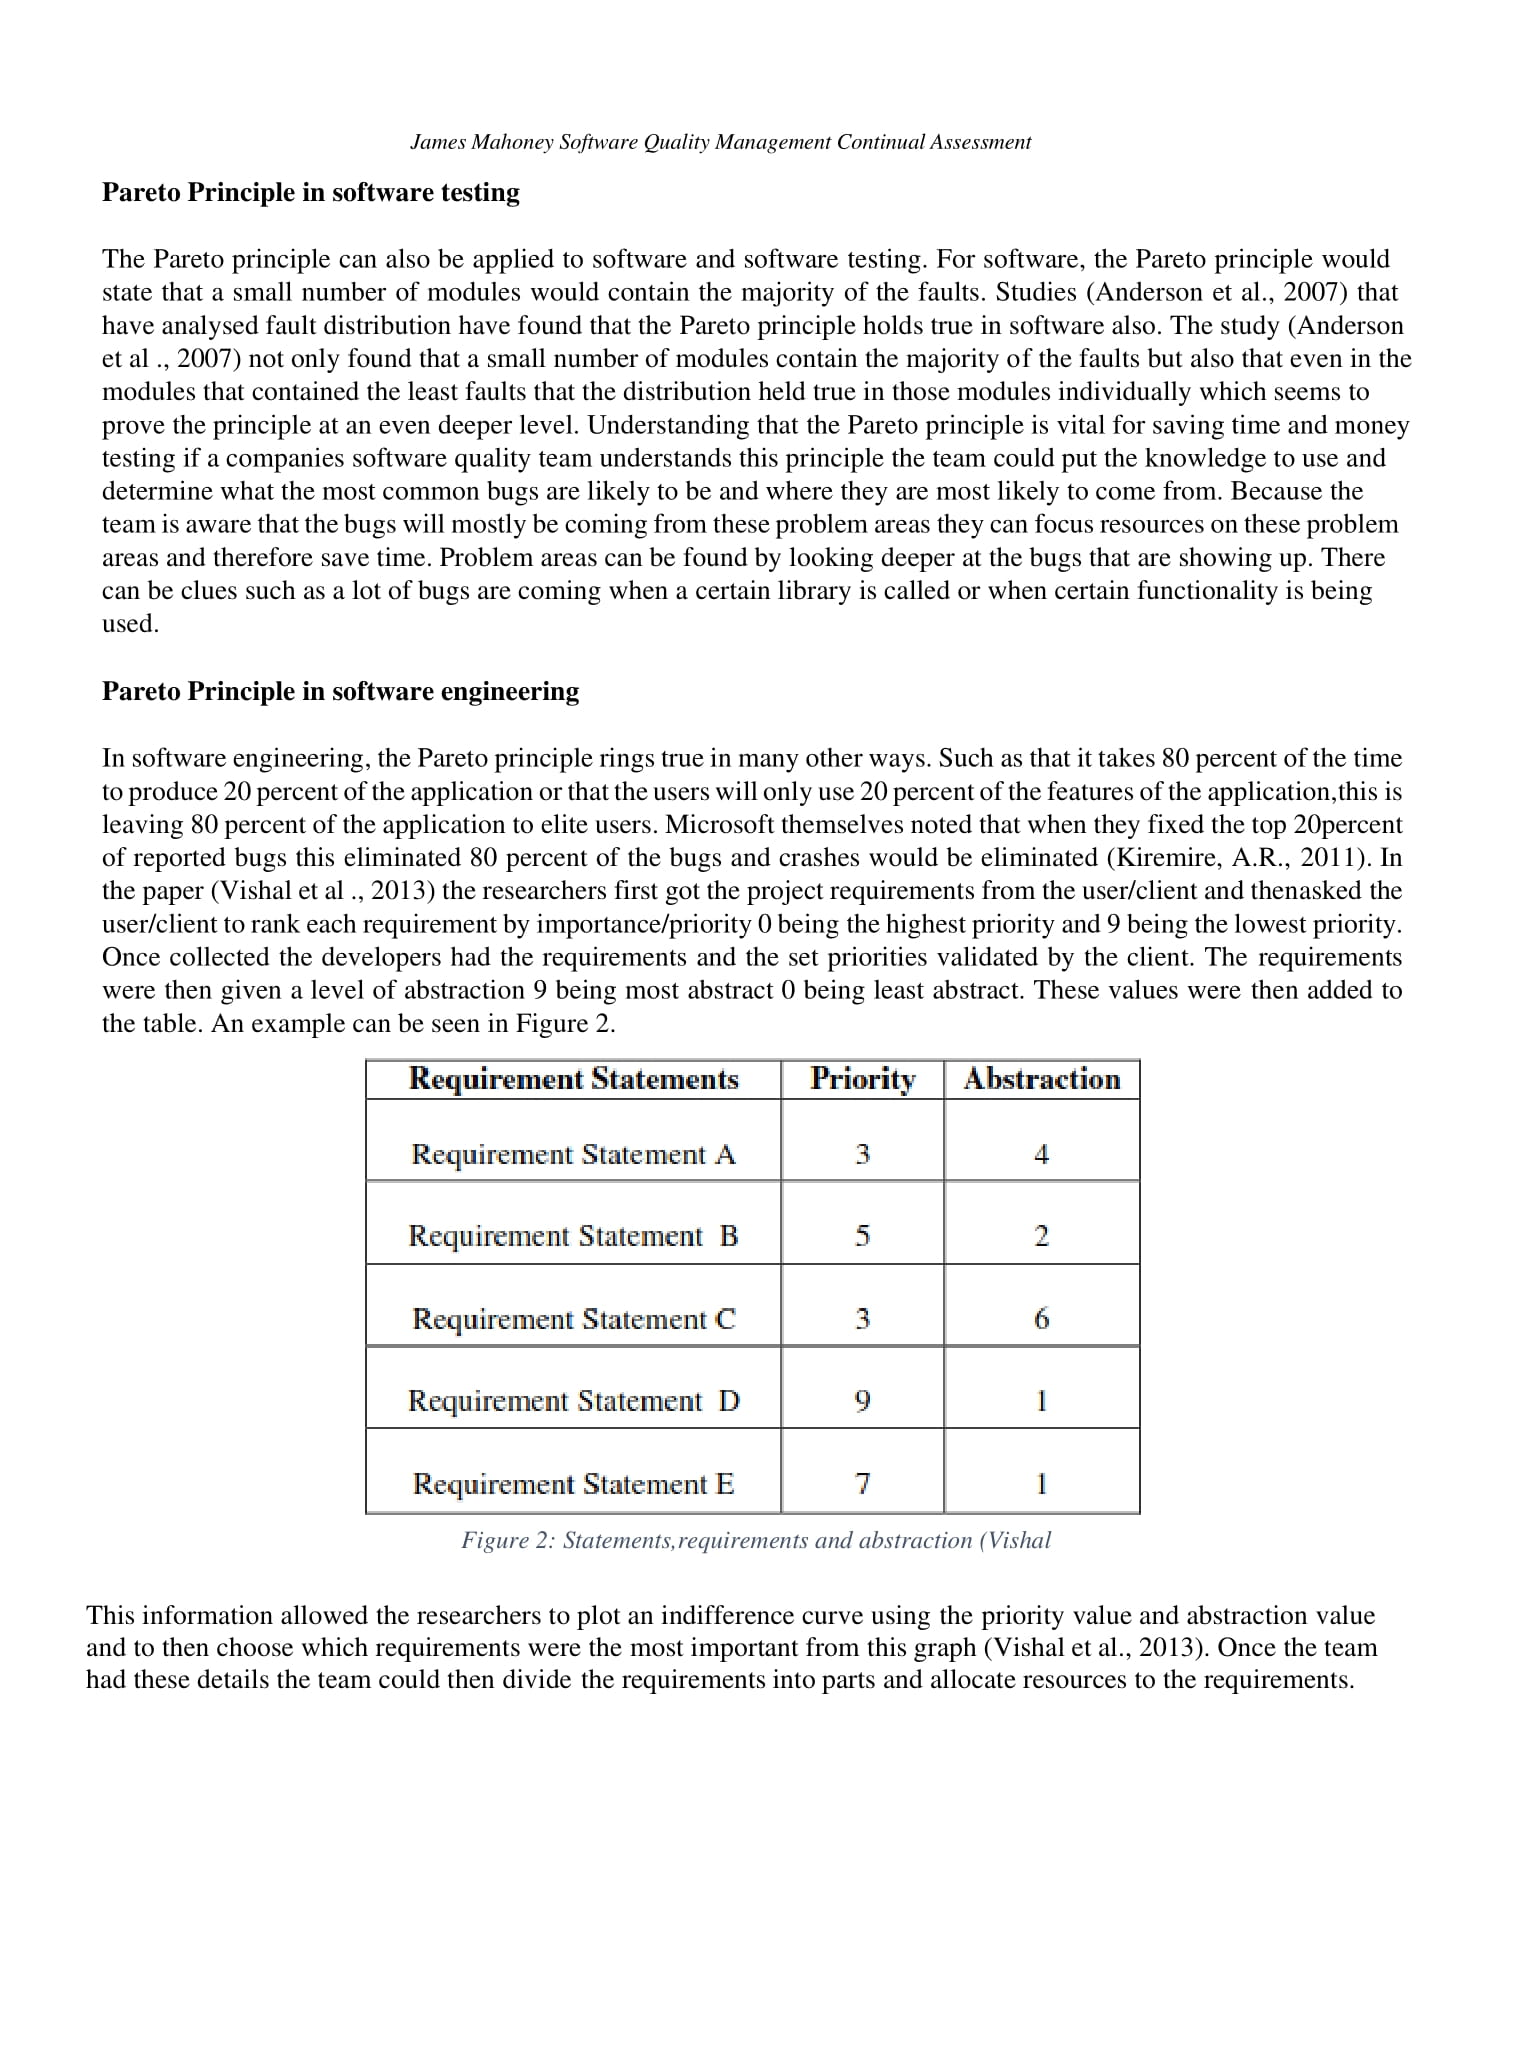 James Mahoney Software Quality Management Continual Assessment
Pareto Principle in software testing
The Pareto principle can also be applied to software and software testing. For software, the Pareto principle would
state that a small number of modules would contain the majority of the faults. Studies (Anderson et al., 2007) that
have analysed fault distribution have found that the Pareto principle holds true in software also. The study (Anderson
et al ., 2007) not only found that a small number of modules contain the majority of the faults but also that even in the
modules that contained the least faults that the distribution held true in those modules individually which seems to
prove the principle at an even deeper level. Understanding that the Pareto principle is vital for saving time and money
testing if a companies software quality team understands this principle the team could put the knowledge to use and
determine what the most common bugs are likely to be and where they are most likely to come from. Because the
team is aware that the bugs will mostly be coming from these problem areas they can focus resources on these problem
areas and therefore save time. Problem areas can be found by looking deeper at the bugs that are showing up. There
can be clues such as a lot of bugs are coming when a certain library is called or when certain functionality is being
used.
Pareto Principle in software engineering
In software engineering, the Pareto principle rings true in many other ways. Such as that it takes 80 percent of the time
to produce 20 percent of the application or that the users will only use 20 percent of the features of the application,this is
leaving 80 percent of the application to elite users. Microsoft themselves noted that when they fixed the top 20percent
of reported bugs this eliminated 80 percent of the bugs and crashes would be eliminated (Kiremire, A.R., 2011). In
the paper (Vishal et al ., 2013) the researchers first got the project requirements from the user/client and thenasked the
user/client to rank each requirement by importance/priority 0 being the highest priority and 9 being the lowest priority.
Once collected the developers had the requirements and the set priorities validated by the client. The requirements
were then given a level of abstraction 9 being most abstract 0 being least abstract. These values were then added to
the table. An example can be seen in Figure 2.
Requirement Statements Priority Abstraction
Requirement Statement A 3 4
Requirement Statement B 5 2
Requirement Statement C 3 6
Requirement Statement D 9 1
Requirement Statement E 7 1
Figure 2: Statements,requirements and abstraction (Vishal
This information allowed the researchers to plot an indifference curve using the priority value and abstraction value
and to then choose which requirements were the most important from this graph (Vishal et al., 2013). Once the team
had these details the team could then divide the requirements into parts and allocate resources to the requirements.